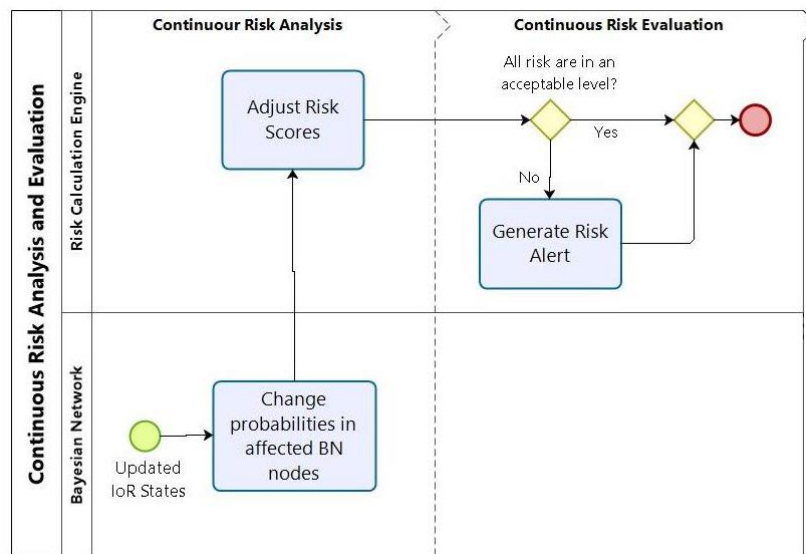 Continuous Risk Analysis and Evaluation
Continuour Risk Analysis
Continuous Risk Evaluation
Risk Calculation Engine
Adjust Risk
Scores
All risk are in an
acceptable level?
Yes
No
Generate Risk
Alert
Bayesian Network
Updated
IoR States
Change
probabilities in
affected BN
nodes